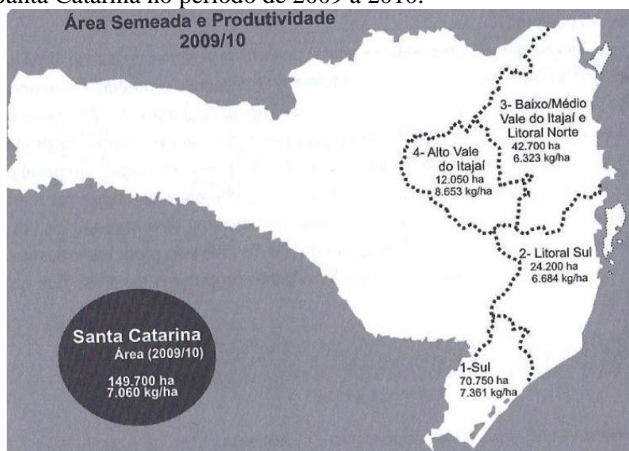 Santa Catarina no período de 2009 a 2010.
Área Semeada e Produtividade
2009/10
3- Baixo/Médio
Vale do Itajaí e
Litoral Norte
42.700 ha
6.323 kg/ha
4- Alto Vale
do Itajaí
12.050 ha
8.653 kg/ha
2- Litoral Sul
24.200 ha
6.684 kg/ha
Santa Catarina
Área (2009/10)
149.700 ha
7.060 kg/ha
1-Sul
70.750 ha
7.361 kg/ha